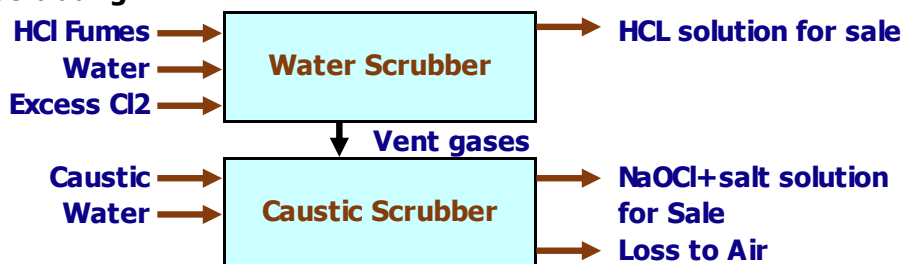 HCl Fumes
Water
Excess Cl2
Water Scrubber
HCL solution for sale
Vent gases
Caustic
Water
Caustic Scrubber
NaOCl+salt solution
for Sale
Loss to Air